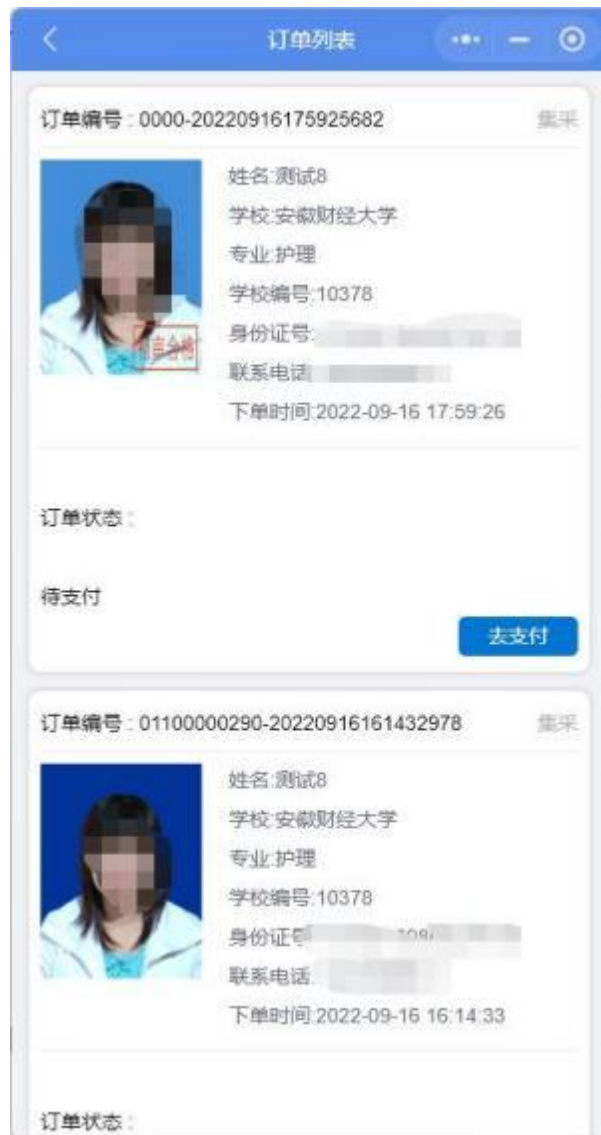 订单列表
订单编号：0000-20220916175925682 集采
姓名:测试8
学校:安徽财经大学
专业:护理
学校编号:10378
身份证号:
联系电话
下单时间:2022-09-16 17:59:26
订单状态：
待支付
去支付
订单编号：01100000290-20220916161432978 集采
姓名:测试8
学校:安徽财经大学
专业:护理
学校编号:10378
身份证号
联系电话:
下单时间:2022-09-16 16:14:33
订单状态：